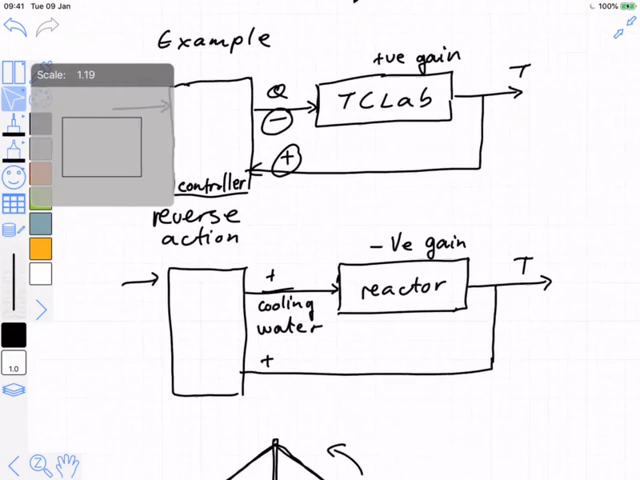 09:41 Tue 09 Jan
100%
Example
Scale: 1.19
+ve gain
Q
TCLab
T
−
+
controller
reverse
action
-ve gain
+
reactor
T
cooling
water
+
1.0
Z